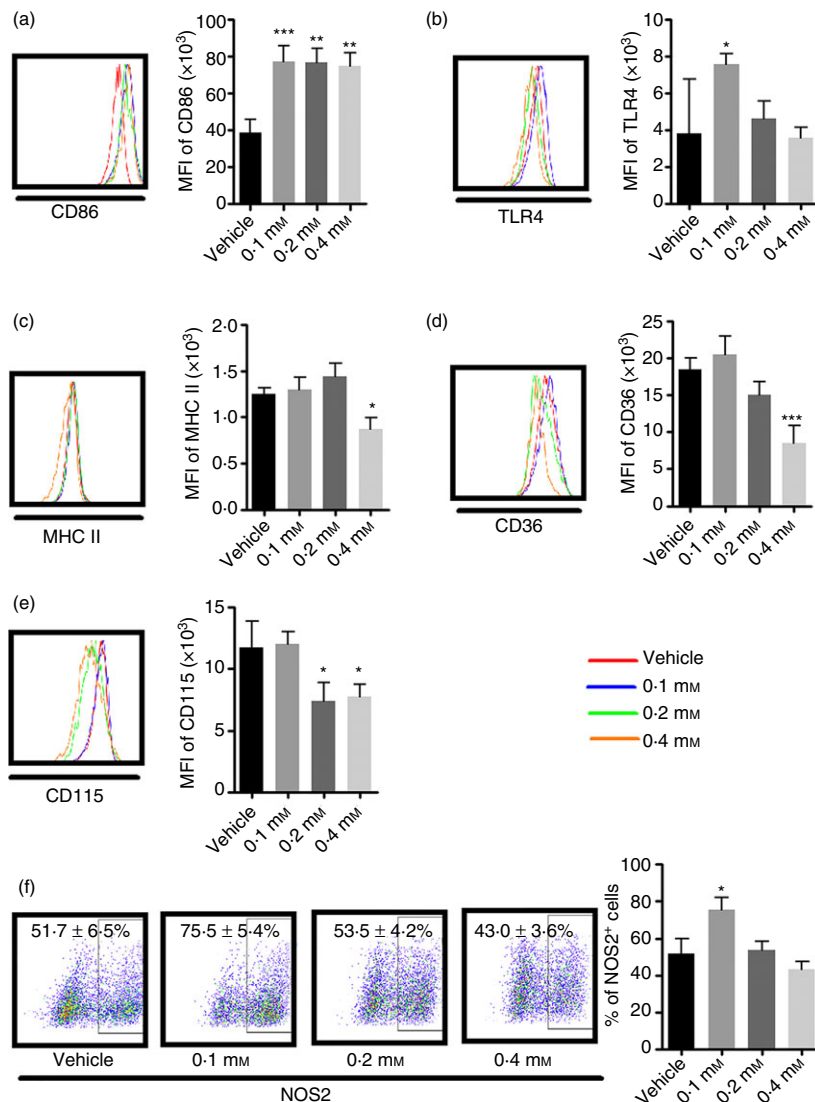 (a)
MFI of CD86 (×10³)
100
80
60
40
20
0
***
**
**
CD86
Vehicle
0·1 mM
0·2 mM
0·4 mM
(b)
MFI of TLR4 (×10³)
10
8
6
4
2
0
*
TLR4
Vehicle
0·1 mM
0·2 mM
0·4 mM
(c)
MFI of MHC II (×10³)
2·0
1·5
1·0
0·5
0·0
*
MHC II
Vehicle
0·1 mM
0·2 mM
0·4 mM
(d)
MFI of CD36 (×10³)
25
20
15
10
5
0
***
CD36
Vehicle
0·1 mM
0·2 mM
0·4 mM
(e)
MFI of CD115 (×10³)
15
10
5
0
*
*
CD115
Vehicle
0·1 mM
0·2 mM
0·4 mM
Vehicle
0·1 mM
0·2 mM
0·4 mM
(f)
51·7 ± 6·5%
75·5 ± 5·4%
53·5 ± 4·2%
43·0 ± 3·6%
Vehicle
0·1 mM
0·2 mM
0·4 mM
NOS2
% of NOS2⁺ cells
100
80
60
40
20
0
*
Vehicle
0·1 mM
0·2 mM
0·4 mM